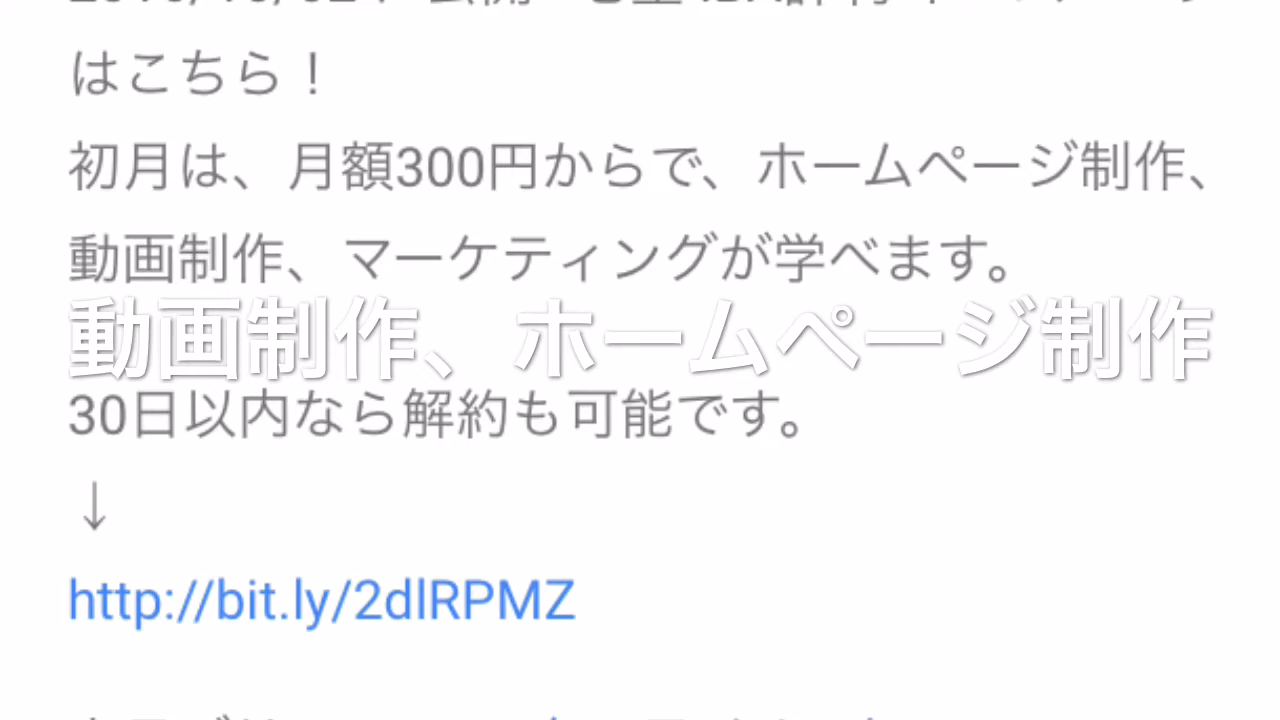 はこちら！
初月は、月額300円からで、ホームページ制作、
動画制作、マーケティングが学べます。
動画制作、ホームページ制作
30日以内なら解約も可能です。
↓
http://bit.ly/2dlRPMZ